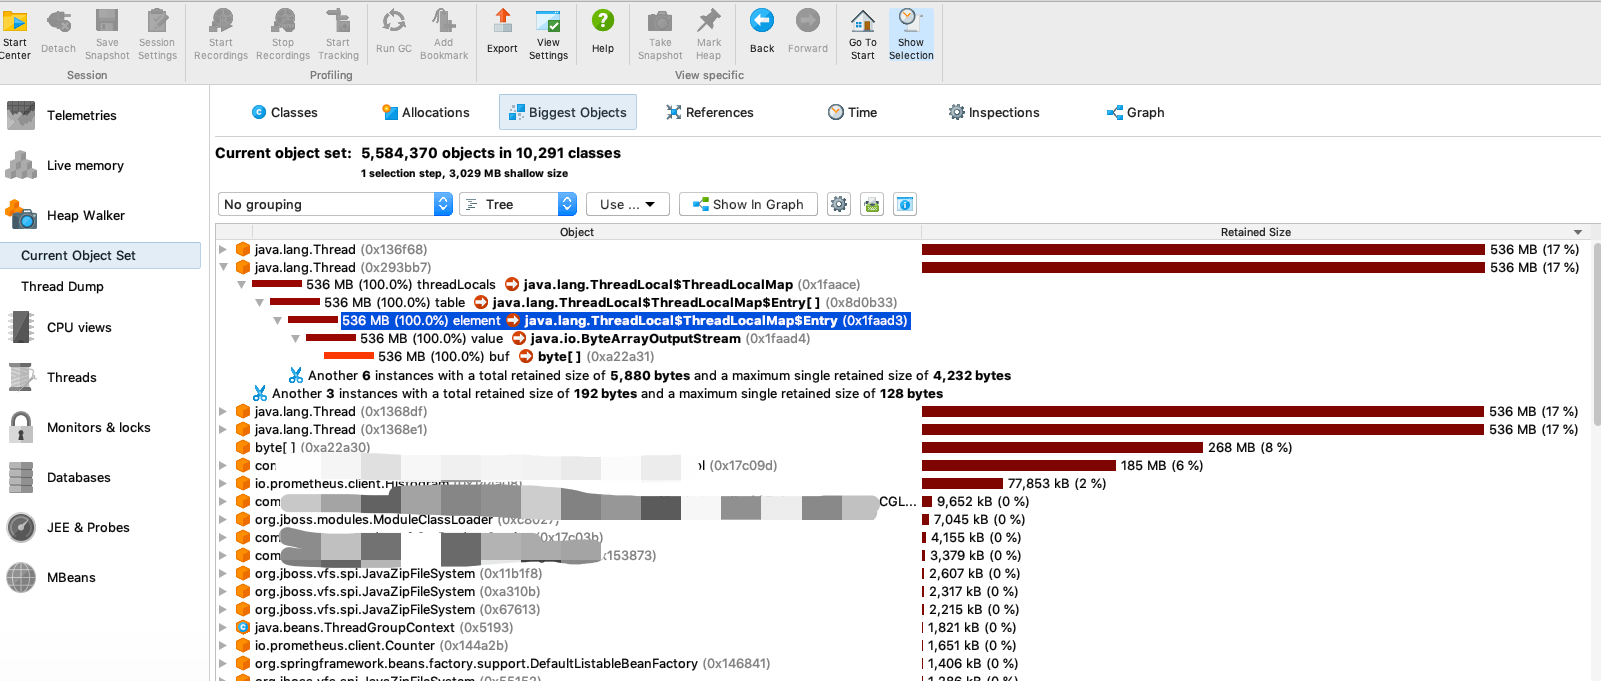 Start Center
Detach
Save Snapshot
Session Settings
Start Recordings
Stop Recordings
Start Tracking
Run GC
Add Bookmark
Export
View Settings
Help
Take Snapshot
Mark Heap
Back
Forward
Go To Start
Show Selection
Session
Profiling
View specific
Telemetries
Live memory
Heap Walker
Current Object Set
Thread Dump
CPU views
Threads
Monitors & locks
Databases
JEE & Probes
MBeans
Classes
Allocations
Biggest Objects
References
Time
Inspections
Graph
Current object set: 5,584,370 objects in 10,291 classes
1 selection step, 3,029 MB shallow size
No grouping
Tree
Use ...
Show In Graph
Object Retained Size
java.lang.Thread (0x136f68) 536 MB (17 %)
java.lang.Thread (0x293bb7) 536 MB (17 %)
536 MB (100.0%) threadLocals java.lang.ThreadLocal$ThreadLocalMap (0x1faace)
536 MB (100.0%) table java.lang.ThreadLocal$ThreadLocalMap$Entry[ ] (0x8d0b33)
536 MB (100.0%) element java.lang.ThreadLocal$ThreadLocalMap$Entry (0x1faad3)
536 MB (100.0%) value java.io.ByteArrayOutputStream (0x1faad4)
536 MB (100.0%) buf byte[ ] (0xa22a31)
Another 6 instances with a total retained size of 5,880 bytes and a maximum single retained size of 4,232 bytes
Another 3 instances with a total retained size of 192 bytes and a maximum single retained size of 128 bytes
java.lang.Thread (0x1368df) 536 MB (17 %)
java.lang.Thread (0x1368e1) 536 MB (17 %)
byte[ ] (0xa22a30) 268 MB (8 %)
(0x17c09d) 185 MB (6 %)
io.prometheus.client.Histogram 77,853 kB (2 %)
com CGL... 9,652 kB (0 %)
org.jboss.modules.ModuleClassLoader (0xc8027) 7,045 kB (0 %)
com (0x17c03b) 4,155 kB (0 %)
com 153873) 3,379 kB (0 %)
org.jboss.vfs.spi.JavaZipFileSystem (0x11b1f8) 2,607 kB (0 %)
org.jboss.vfs.spi.JavaZipFileSystem (0xa310b) 2,317 kB (0 %)
org.jboss.vfs.spi.JavaZipFileSystem (0x67613) 2,215 kB (0 %)
java.beans.ThreadGroupContext (0x5193) 1,821 kB (0 %)
io.prometheus.client.Counter (0x144a2b) 1,651 kB (0 %)
org.springframework.beans.factory.support.DefaultListableBeanFactory (0x146841) 1,406 kB (0 %)